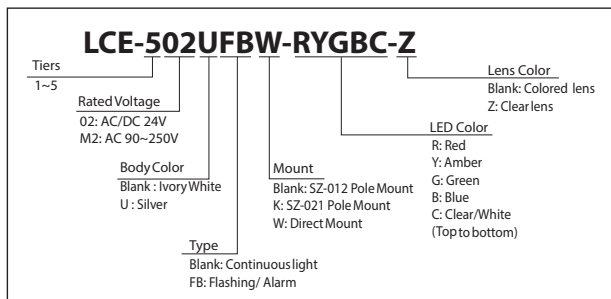 LCE-502UFBW-RYGBC-Z
Tiers
1~5
Rated Voltage
02: AC/DC 24V
M2: AC 90~250V
Body Color
Blank : Ivory White
U : Silver
Type
Blank: Continuous light
FB: Flashing/ Alarm
Mount
Blank: SZ-012 Pole Mount
K: SZ-021 Pole Mount
W: Direct Mount
LED Color
R: Red
Y: Amber
G: Green
B: Blue
C: Clear/White
(Top to bottom)
Lens Color
Blank: Colored lens
Z: Clear lens